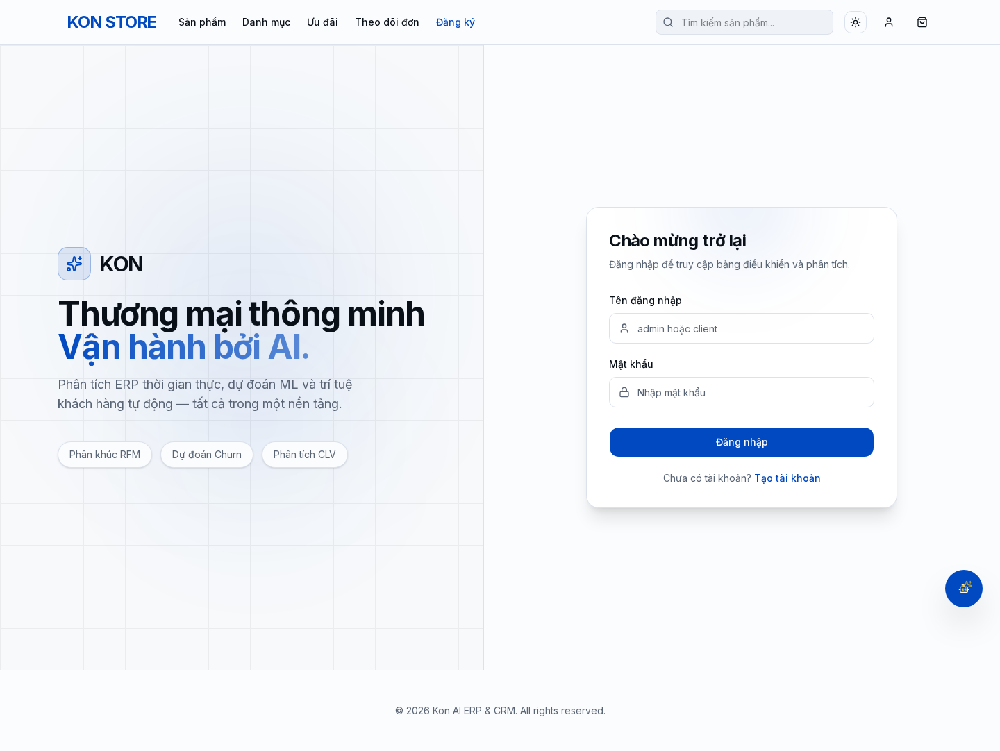 KON STORE
Sản phẩm
Danh mục
Ưu đãi
Theo dõi đơn
Đăng ký
Tìm kiếm sản phẩm...
KON
Thương mại thông minh
Vận hành bởi AI.
Phân tích ERP thời gian thực, dự đoán ML và trí tuệ
khách hàng tự động — tất cả trong một nền tảng.
Phân khúc RFM
Dự đoán Churn
Phân tích CLV
Chào mừng trở lại
Đăng nhập để truy cập bảng điều khiển và phân tích.
Tên đăng nhập
admin hoặc client
Mật khẩu
Nhập mật khẩu
Đăng nhập
Chưa có tài khoản? Tạo tài khoản
© 2026 Kon AI ERP & CRM. All rights reserved.